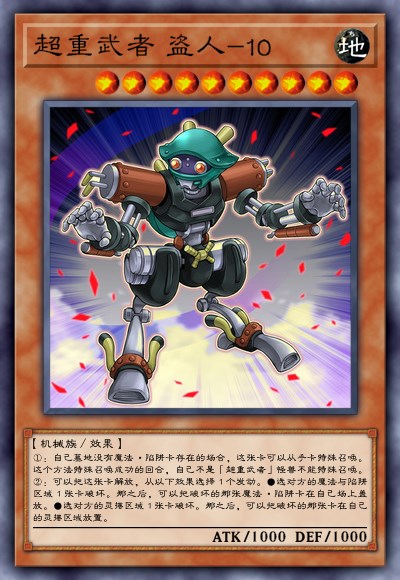 超重武者 盗人-10
地
【机械族／效果】
①：自己墓地没有魔法·陷阱卡存在的场合，这张卡可以从手卡特殊召唤。
这个方法特殊召唤成功的回合，自己不是「超重武者」怪兽不能特殊召唤。
②：可以把这张卡解放，从以下效果选择1个发动。●选对方的魔法与陷阱
区域1张卡破坏。那之后，可以把破坏的那张魔法·陷阱卡在自己场上盖
放。●选对方的灵摆区域1张卡破坏。那之后，可以把破坏的那张卡在自己
的灵摆区域放置。
ATK/1000 DEF/1000